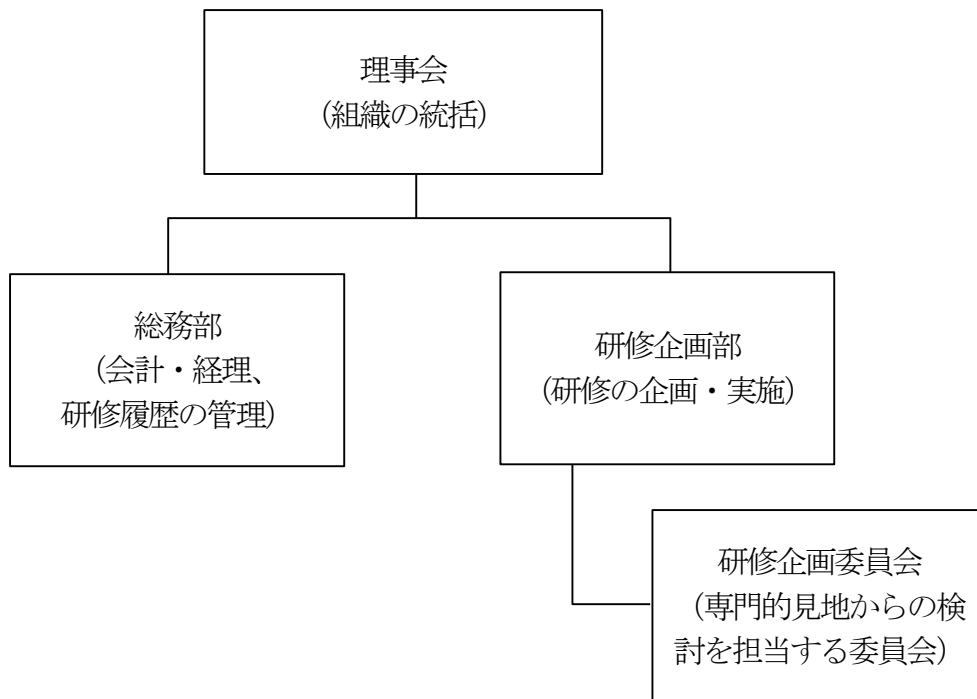 理事会
（組織の統括）
総務部
（会計・経理、
研修履歴の管理）
研修企画部
（研修の企画・実施）
研修企画委員会
（専門的見地からの検
討を担当する委員会）